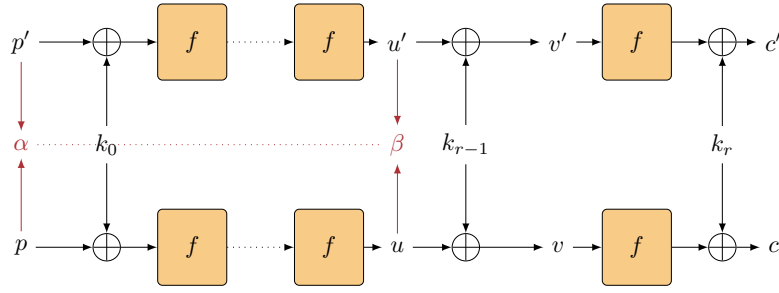 p′ f f u′ v′ f c′
α k₀ β kᵣ₋₁ kᵣ
p f f u v f c